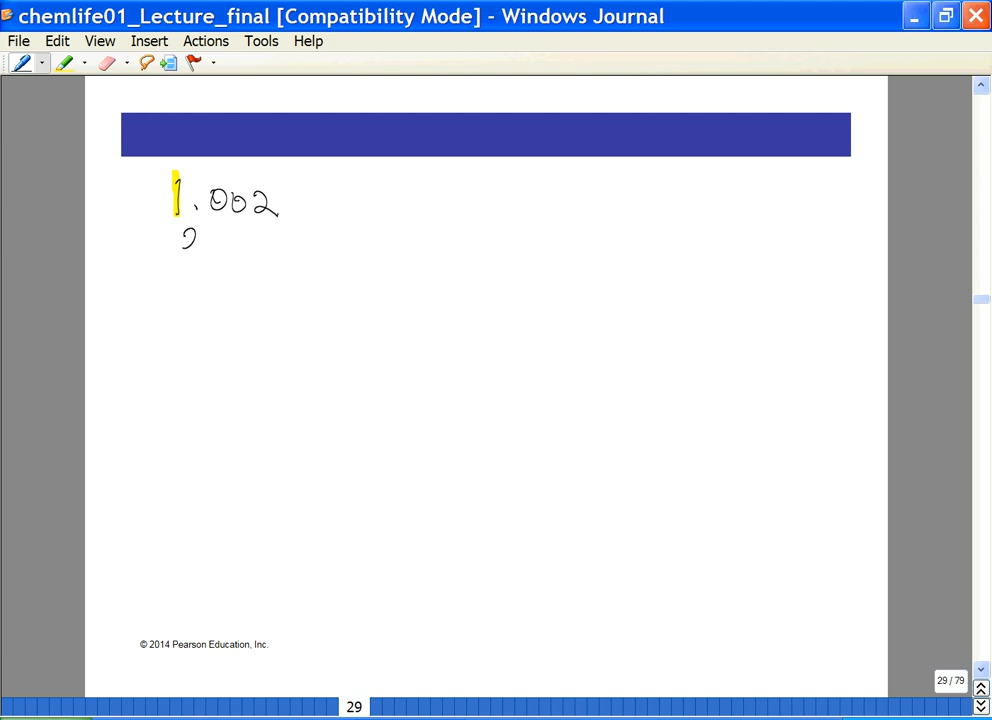 chemlife01_Lecture_final [Compatibility Mode] - Windows Journal
File Edit View Insert Actions Tools Help
1.002
2
© 2014 Pearson Education, Inc.
29 / 79
29